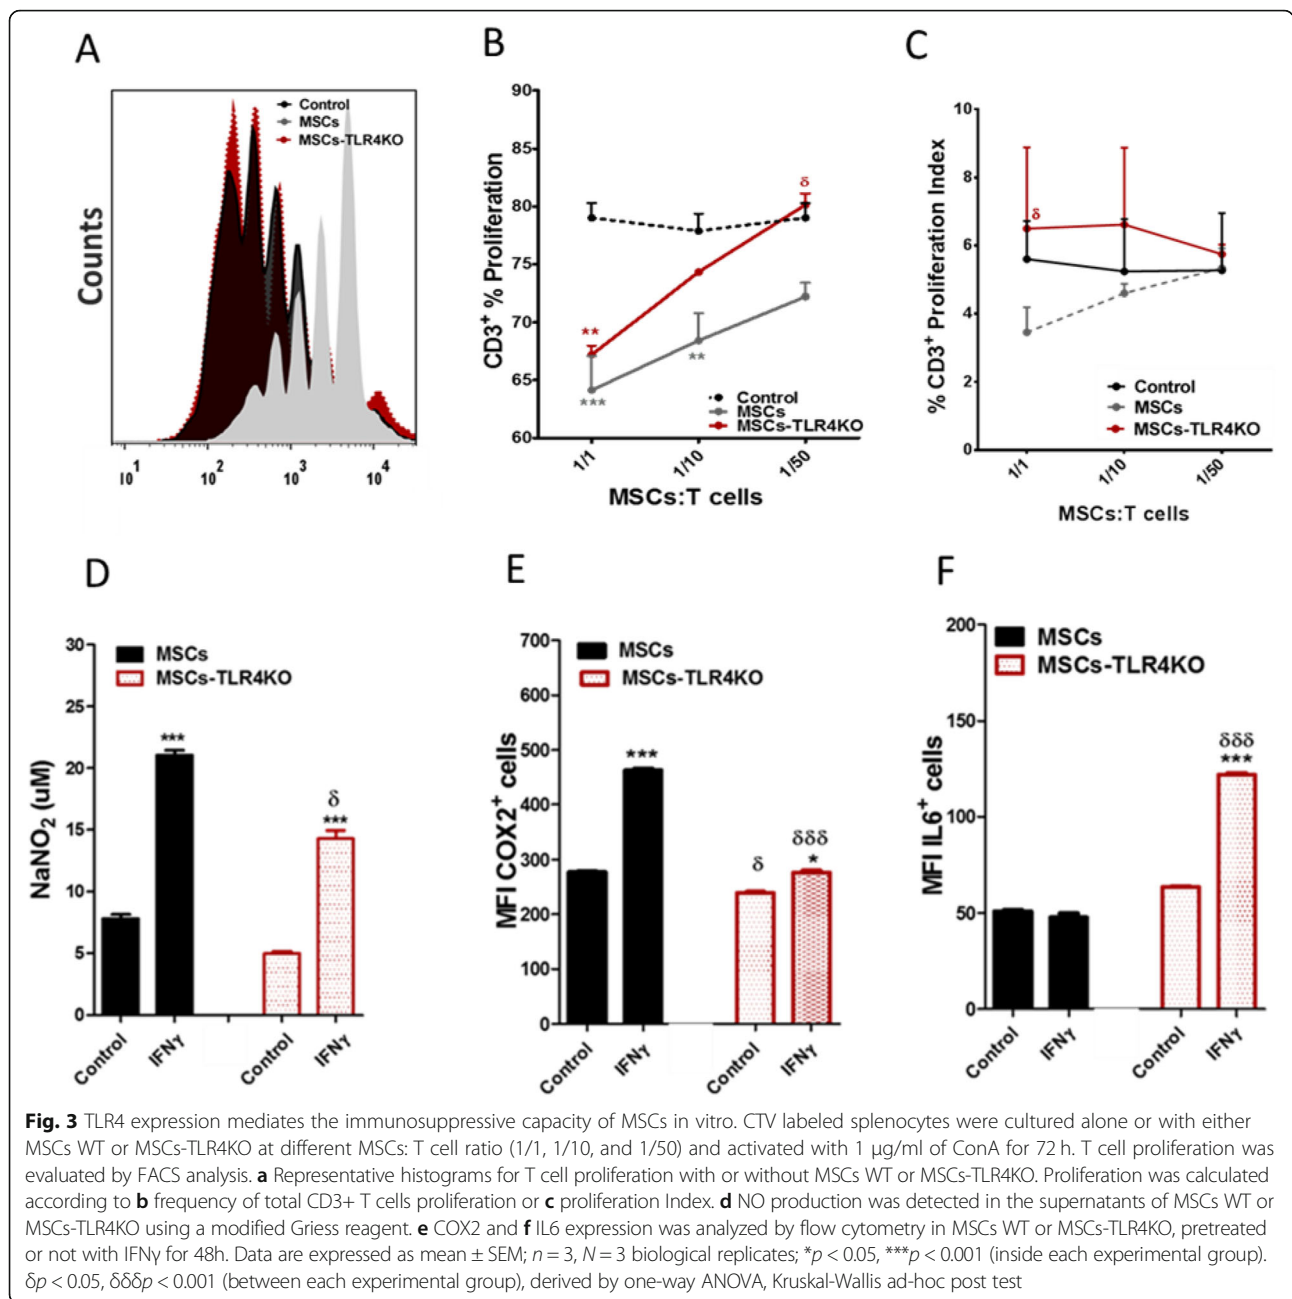 A
Control
MSCs
MSCs-TLR4KO
Counts
10¹ 10² 10³ 10⁴
B
90
85
80
75
70
65
60
CD3⁺ % Proliferation
δ
**
**
***
Control
MSCs
MSCs-TLR4KO
1/1 1/10 1/50
MSCs:T cells
C
10
8
6
4
2
0
% CD3⁺ Proliferation Index
δ
Control
MSCs
MSCs-TLR4KO
1/1 1/10 1/50
MSCs:T cells
D
MSCs
MSCs-TLR4KO
30
25
20
15
10
5
0
NaNO₂ (uM)
***
δ
***
Control IFNγ Control IFNγ
E
MSCs
MSCs-TLR4KO
700
600
500
400
300
200
100
0
MFI COX2⁺ cells
***
δ
δδδ
*
Control IFNγ Control IFNγ
F
MSCs
MSCs-TLR4KO
200
150
100
50
0
MFI IL6⁺ cells
δδδ
***
Control IFNγ Control IFNγ
Fig. 3 TLR4 expression mediates the immunosuppressive capacity of MSCs in vitro. CTV labeled splenocytes were cultured alone or with either
MSCs WT or MSCs-TLR4KO at different MSCs: T cell ratio (1/1, 1/10, and 1/50) and activated with 1 μg/ml of ConA for 72 h. T cell proliferation was
evaluated by FACS analysis. a Representative histograms for T cell proliferation with or without MSCs WT or MSCs-TLR4KO. Proliferation was calculated
according to b frequency of total CD3+ T cells proliferation or c proliferation Index. d NO production was detected in the supernatants of MSCs WT or
MSCs-TLR4KO using a modified Griess reagent. e COX2 and f IL6 expression was analyzed by flow cytometry in MSCs WT or MSCs-TLR4KO, pretreated
or not with IFNγ for 48h. Data are expressed as mean ± SEM; n = 3, N = 3 biological replicates; *p < 0.05, ***p < 0.001 (inside each experimental group).
δp < 0.05, δδδp < 0.001 (between each experimental group), derived by one-way ANOVA, Kruskal-Wallis ad-hoc post test